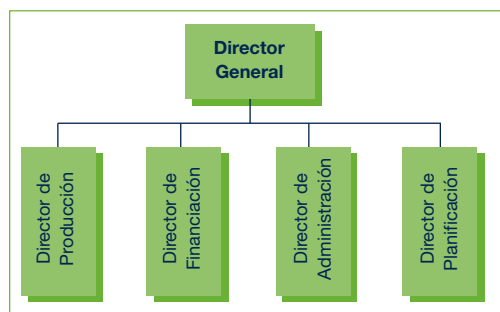 Director
General
Director de
Producción
Director de
Financiación
Director de
Administración
Director de
Planificación